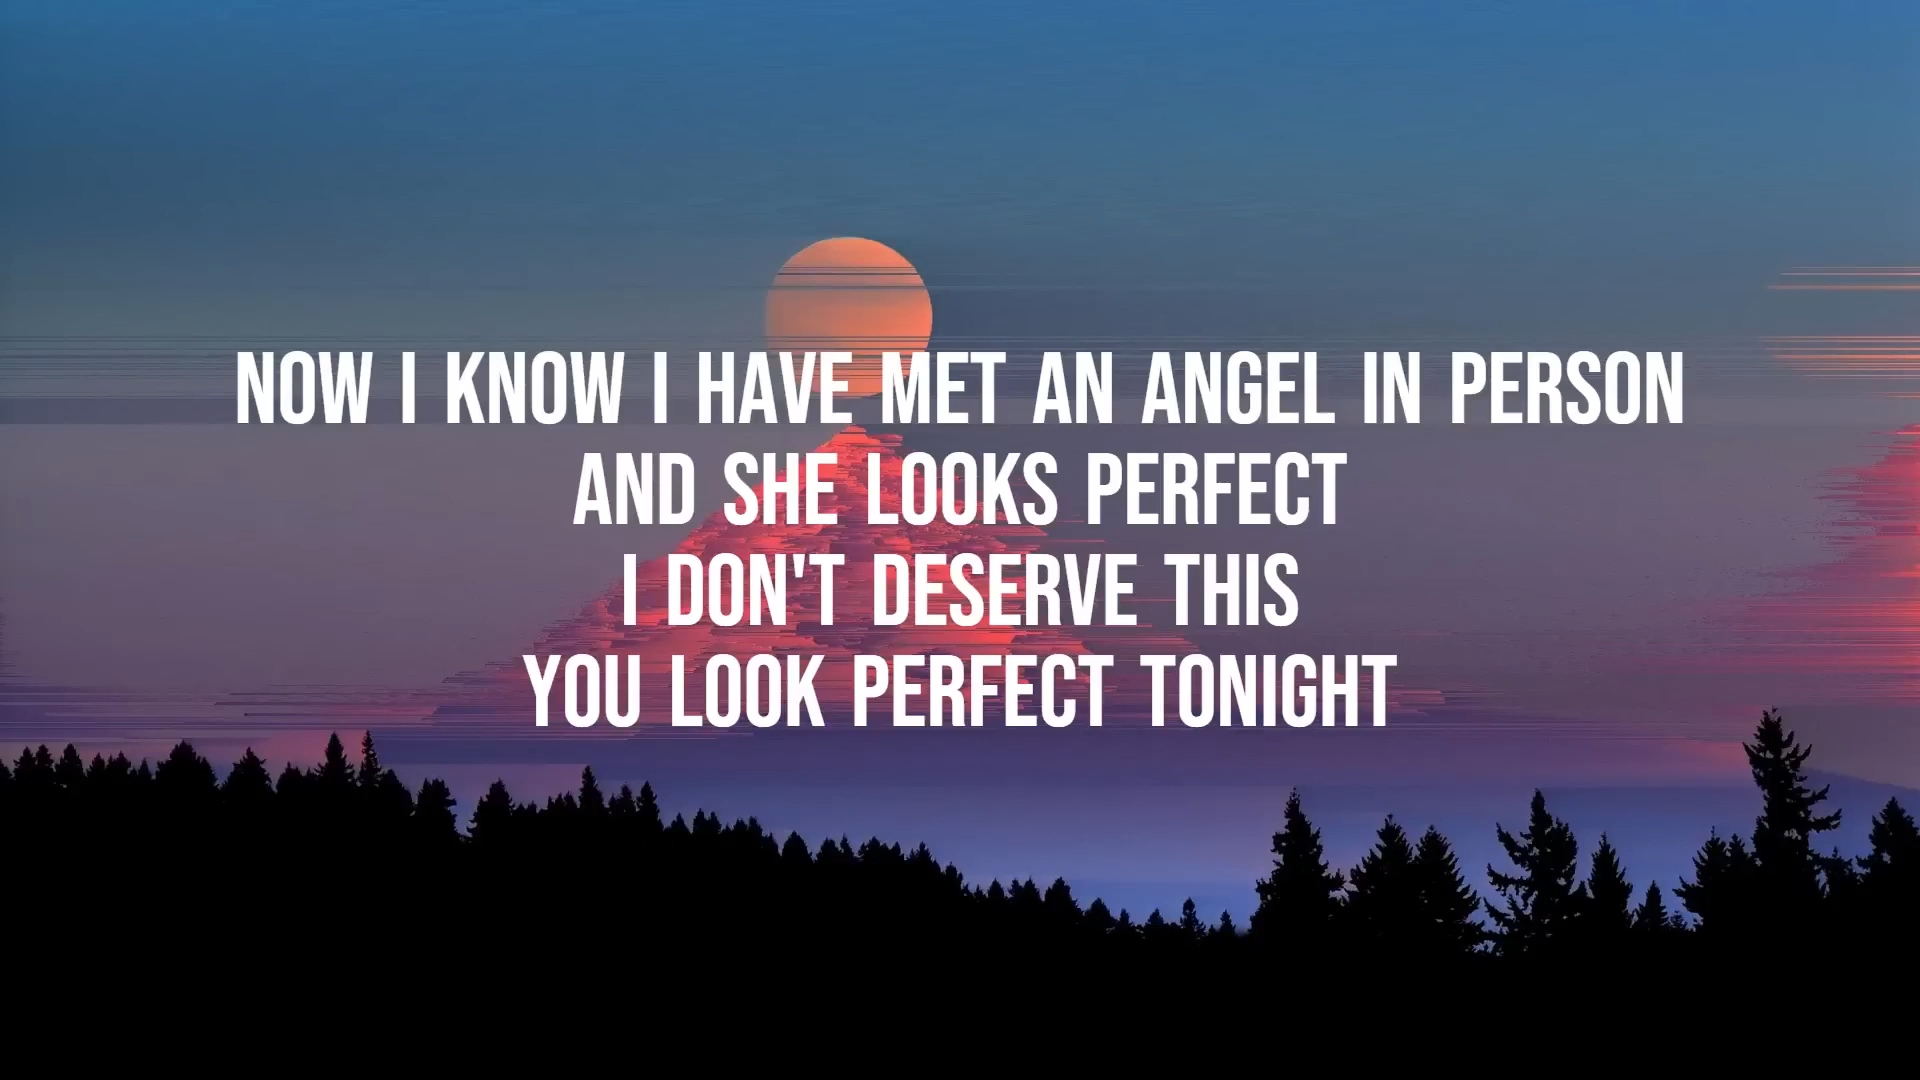 NOW I KNOW I HAVE MET AN ANGEL IN PERSON
AND SHE LOOKS PERFECT
I DON'T DESERVE THIS
YOU LOOK PERFECT TONIGHT